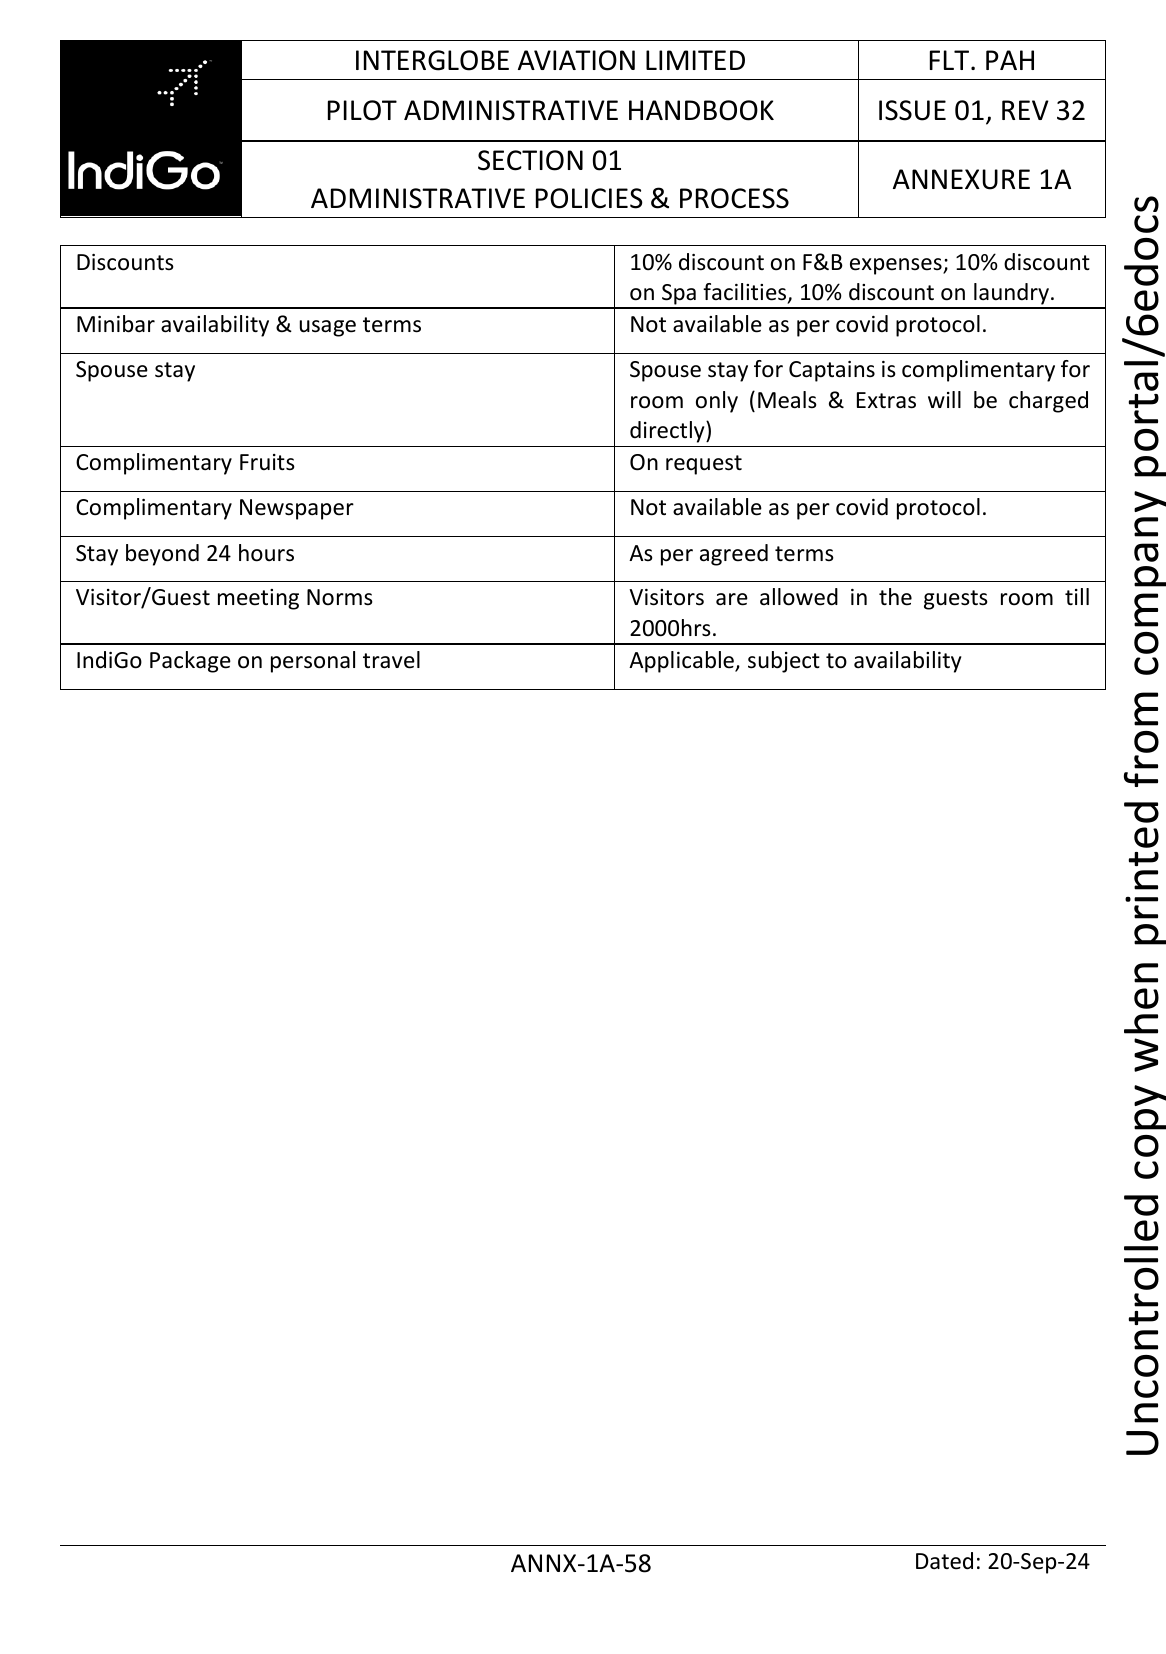 INTERGLOBE AVIATION LIMITED
FLT. PAH
PILOT ADMINISTRATIVE HANDBOOK
ISSUE 01, REV 32
IndiGo
SECTION 01
ADMINISTRATIVE POLICIES & PROCESS
ANNEXURE 1A
Discounts
10% discount on F&B expenses; 10% discount
on Spa facilities, 10% discount on laundry.
Minibar availability & usage terms
Not available as per covid protocol.
Spouse stay
Spouse stay for Captains is complimentary for
room only (Meals & Extras will be charged
directly)
Complimentary Fruits
On request
Complimentary Newspaper
Not available as per covid protocol.
Stay beyond 24 hours
As per agreed terms
Visitor/Guest meeting Norms
Visitors are allowed in the guests room till
2000hrs.
IndiGo Package on personal travel
Applicable, subject to availability
Uncontrolled copy when printed from company portal/6edocs
ANNX-1A-58
Dated: 20-Sep-24